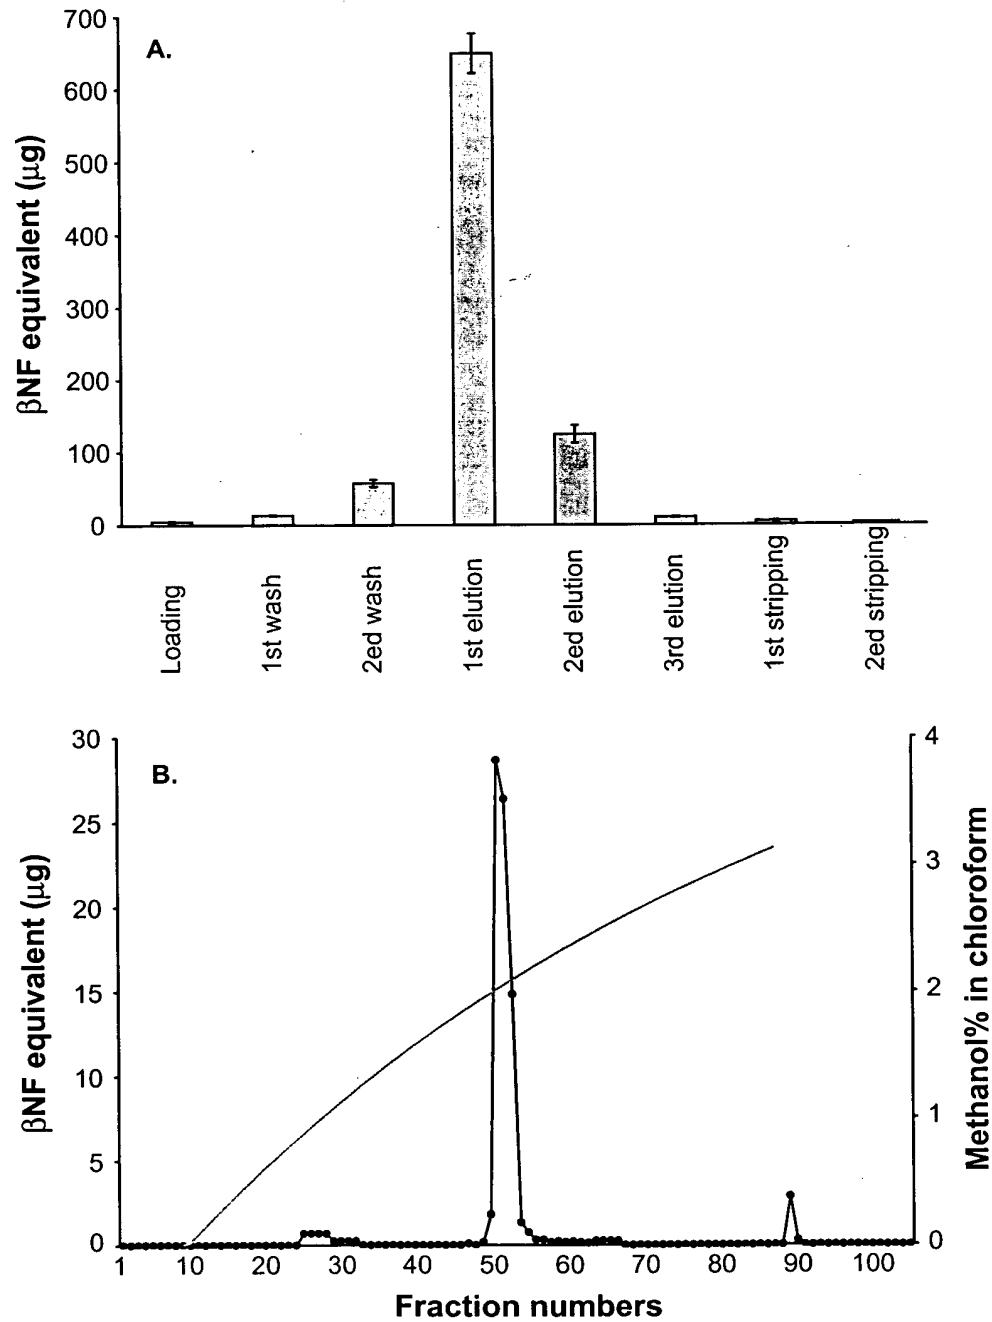 A.
βNF equivalent (μg)
700
600
500
400
300
200
100
0
Loading
1st wash
2ed wash
1st elution
2ed elution
3rd elution
1st stripping
2ed stripping
B.
βNF equivalent (μg)
30
25
20
15
10
5
0
Methanol% in chloroform
4
3
2
1
0
1 10 20 30 40 50 60 70 80 90 100
Fraction numbers